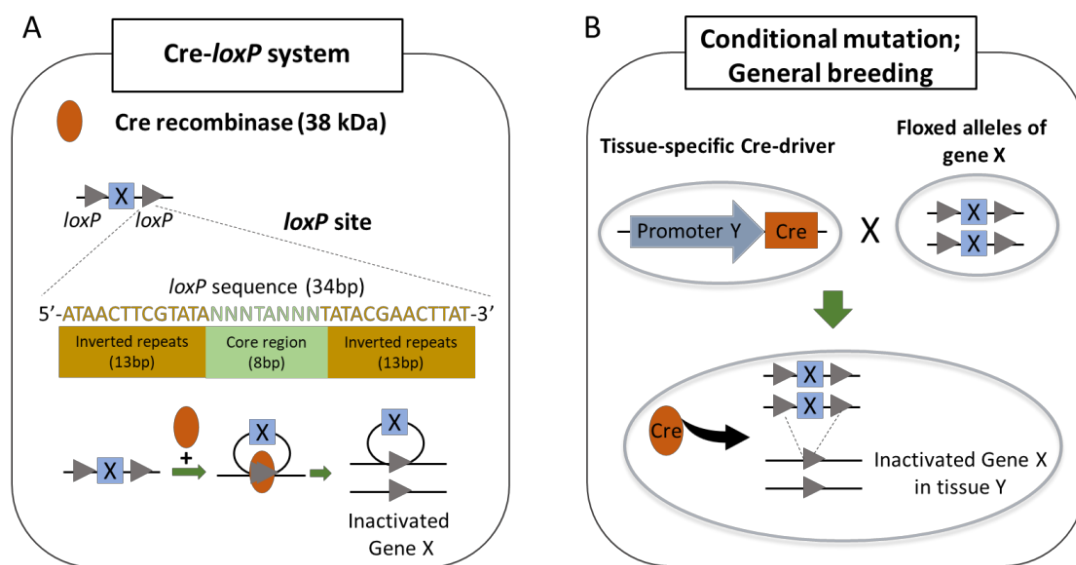 A
Cre-loxP system
Cre recombinase (38 kDa)
X
loxP
loxP
loxP site
loxP sequence (34bp)
5’-ATAACTTCGTATANNNTANNNTATACGAACTTAT-3’
Inverted repeats
(13bp)
Core region
(8bp)
Inverted repeats
(13bp)
X
+
X
X
Inactivated
Gene X
B
Conditional mutation;
General breeding
Tissue-specific Cre-driver
Floxed alleles of
gene X
Promoter Y
Cre
X
X
X
X
X
Cre
Inactivated Gene X
in tissue Y